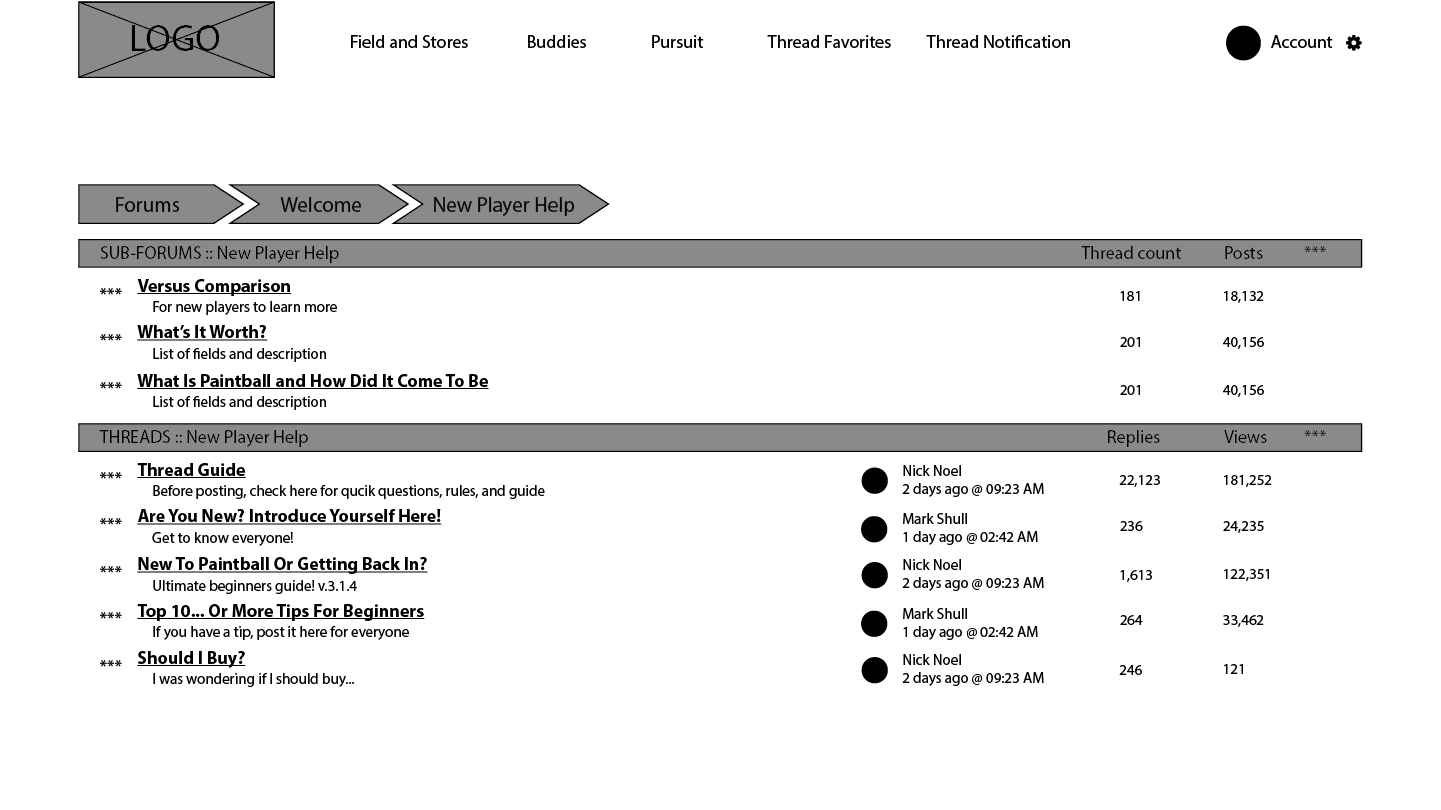 LOGO
Field and Stores Buddies Pursuit Thread Favorites Thread Notification Account
Forums Welcome New Player Help
SUB-FORUMS :: New Player Help Thread count Posts ***
*** Versus Comparison
For new players to learn more
181 18,132
*** What's It Worth?
List of fields and description
201 40,156
*** What Is Paintball and How Did It Come To Be
List of fields and description
201 40,156
THREADS :: New Player Help Replies Views ***
*** Thread Guide
Before posting, check here for qucik questions, rules, and guide
Nick Noel
2 days ago @ 09:23 AM
22,123 181,252
*** Are You New? Introduce Yourself Here!
Get to know everyone!
Mark Shull
1 day ago @ 02:42 AM
236 24,235
*** New To Paintball Or Getting Back In?
Ultimate beginners guide! v.3.1.4
Nick Noel
2 days ago @ 09:23 AM
1,613 122,351
*** Top 10... Or More Tips For Beginners
If you have a tip, post it here for everyone
Mark Shull
1 day ago @ 02:42 AM
264 33,462
*** Should I Buy?
I was wondering if I should buy...
Nick Noel
2 days ago @ 09:23 AM
246 121